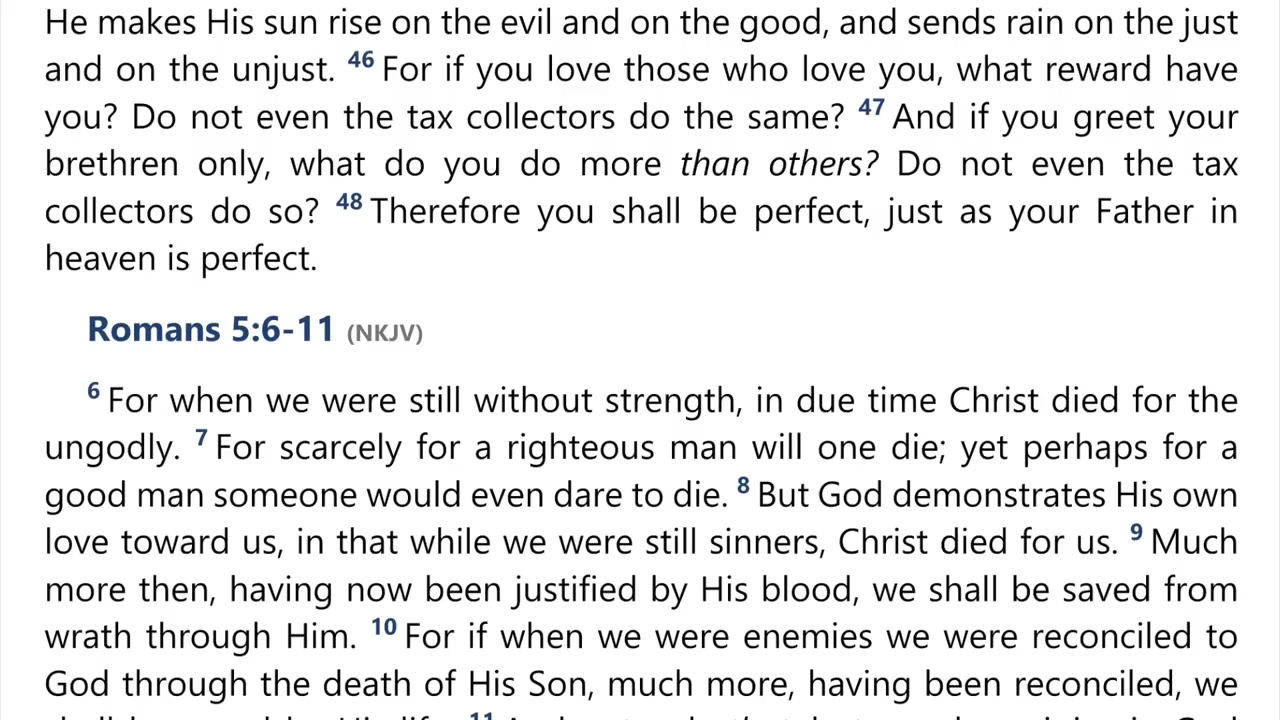 He makes His sun rise on the evil and on the good, and sends rain on the just
and on the unjust. 46 For if you love those who love you, what reward have
you? Do not even the tax collectors do the same? 47 And if you greet your
brethren only, what do you do more than others? Do not even the tax
collectors do so? 48 Therefore you shall be perfect, just as your Father in
heaven is perfect.
Romans 5:6-11 (NKJV)
6 For when we were still without strength, in due time Christ died for the
ungodly. 7 For scarcely for a righteous man will one die; yet perhaps for a
good man someone would even dare to die. 8 But God demonstrates His own
love toward us, in that while we were still sinners, Christ died for us. 9 Much
more then, having now been justified by His blood, we shall be saved from
wrath through Him. 10 For if when we were enemies we were reconciled to
God through the death of His Son, much more, having been reconciled, we
11